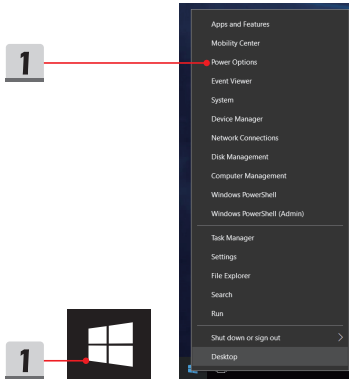 Apps and Features
Mobility Center
1
Power Options
Event Viewer
System
Device Manager
Network Connections
Disk Management
Computer Management
Windows PowerShell
Windows PowerShell (Admin)
Task Manager
Settings
File Explorer
Search
Run
Shut down or sign out
1
Desktop